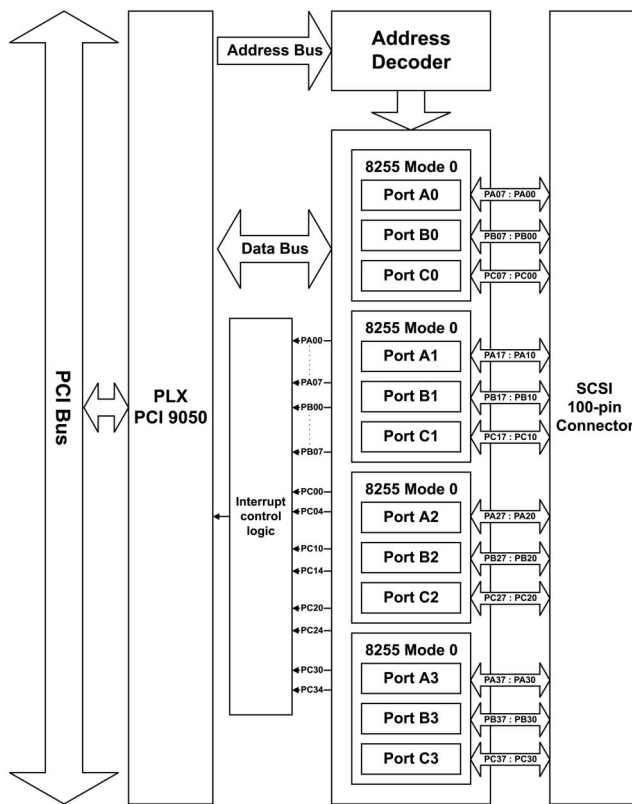 PCI Bus
PLX
PCI 9050
Address Bus
Address
Decoder
Data Bus
8255 Mode 0
Port A0
Port B0
Port C0
PA07 : PA00
PB07 : PB00
PC07 : PC00
8255 Mode 0
Port A1
Port B1
Port C1
PA17 : PA10
PB17 : PB10
PC17 : PC10
8255 Mode 0
Port A2
Port B2
Port C2
PA27 : PA20
PB27 : PB20
PC27 : PC20
8255 Mode 0
Port A3
Port B3
Port C3
PA37 : PA30
PB37 : PB30
PC37 : PC30
Interrupt
control
logic
PA00
PA07
PB00
PB07
PC00
PC04
PC10
PC14
PC20
PC24
PC30
PC34
SCSI
100-pin
Connector